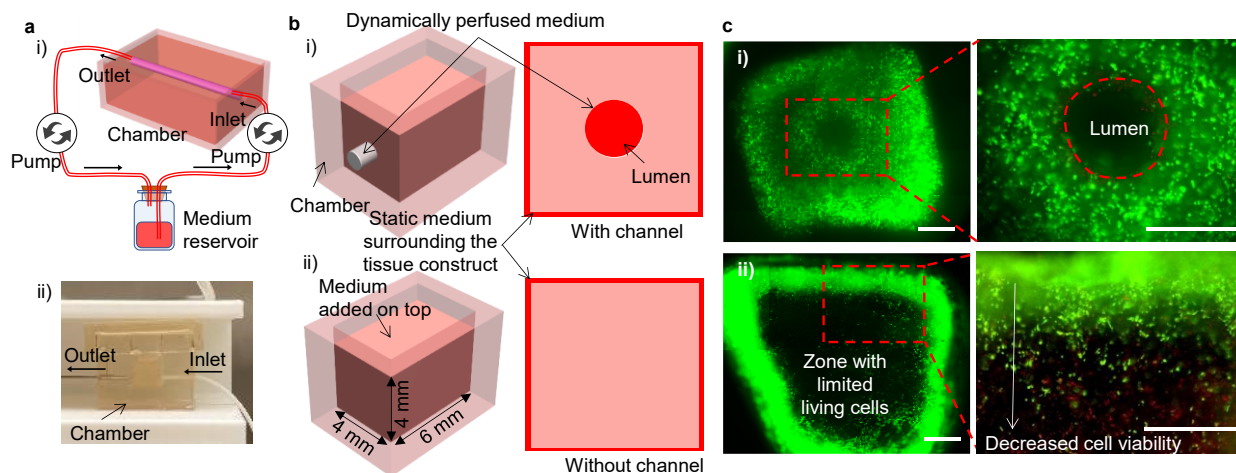 a
i)
Outlet
Inlet
Chamber
Pump
Pump
Medium
reservoir
ii)
Outlet
Inlet
Chamber
b
Dynamically perfused medium
i)
Lumen
Chamber
With channel
Static medium
surrounding the
tissue construct
ii)
Medium
added on top
4 mm
4 mm
6 mm
Without channel
c
i)
Lumen
ii)
Zone with
limited
living cells
Decreased cell viability